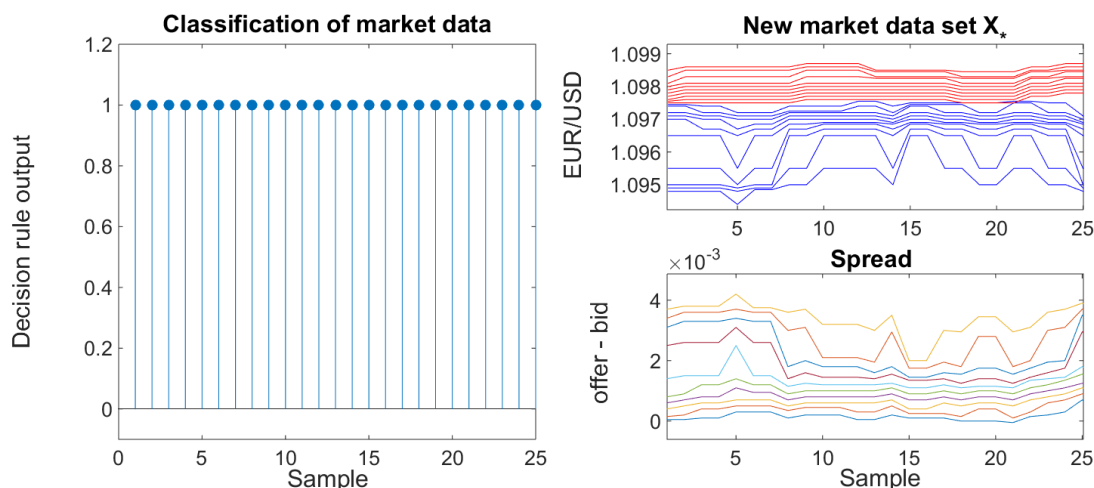 Classification of market data
1.2
1
0.8
0.6
0.4
0.2
0
Decision rule output
0 5 10 15 20 25
Sample
New market data set X*
1.099
1.098
1.097
1.096
1.095
EUR/USD
5 10 15 20 25
Spread
×10-3
4
2
0
offer - bid
5 10 15 20 25
Sample